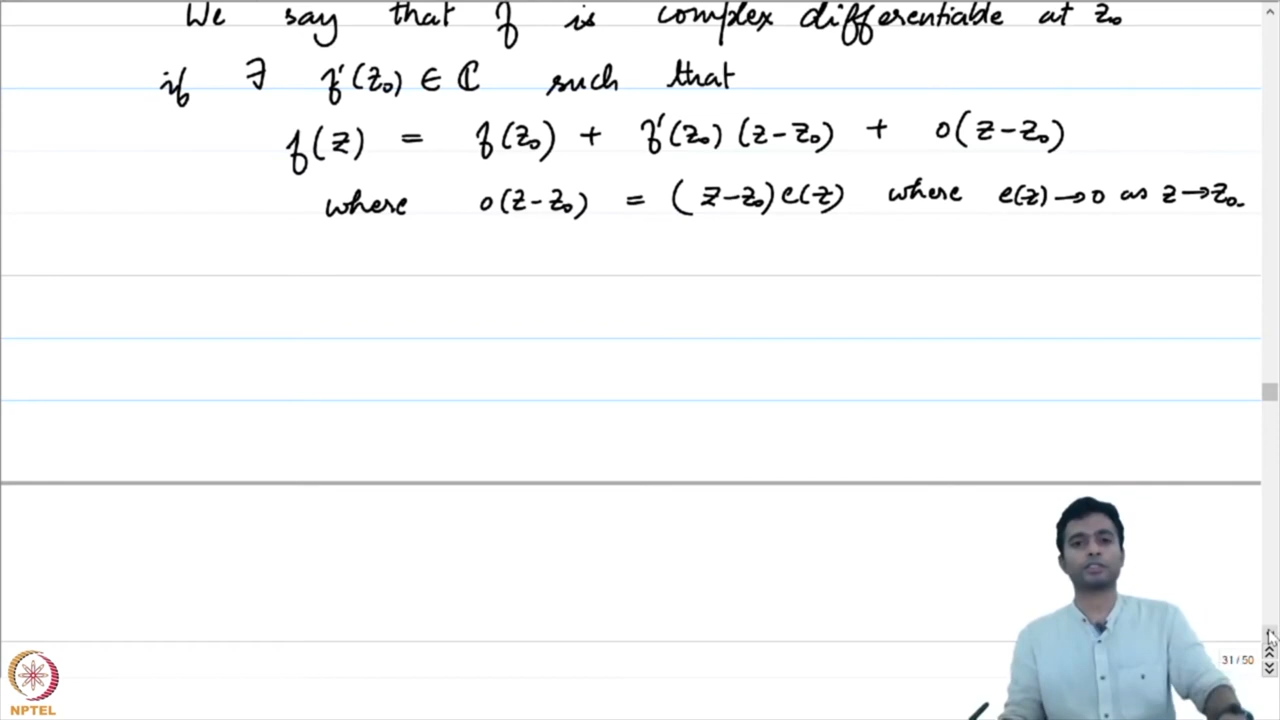 We say that f is complex differentiable at z₀
if ∃ f'(z₀) ∈ ℂ such that
f(z) = f(z₀) + f'(z₀) (z-z₀) + o(z-z₀)
where o(z-z₀) = (z-z₀)e(z) where e(z)→0 as z→z₀.
31/50
NPTEL